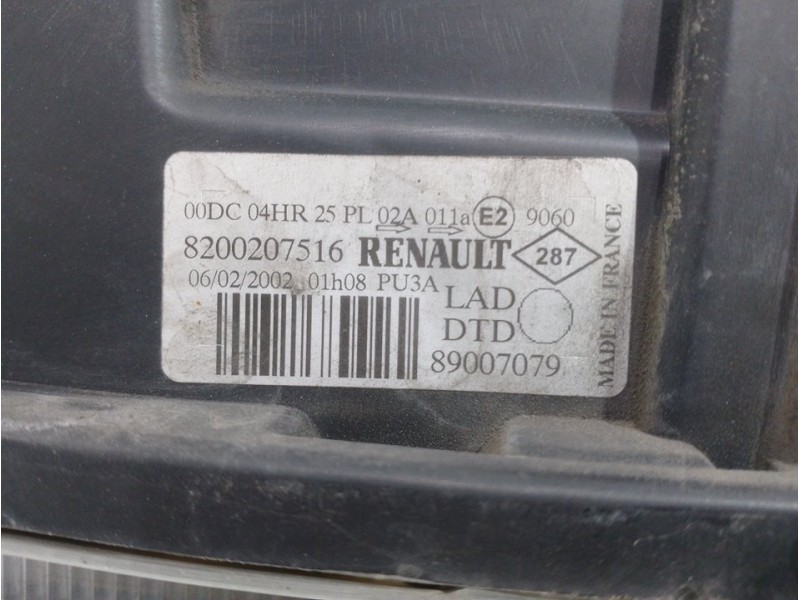 00DC 04HR 25 PL 02A 011a E2 9060
8200207516 RENAULT 287
06/02/2002 01h08 PU3A
LAD
DTD
89007079
MADE IN FRANCE